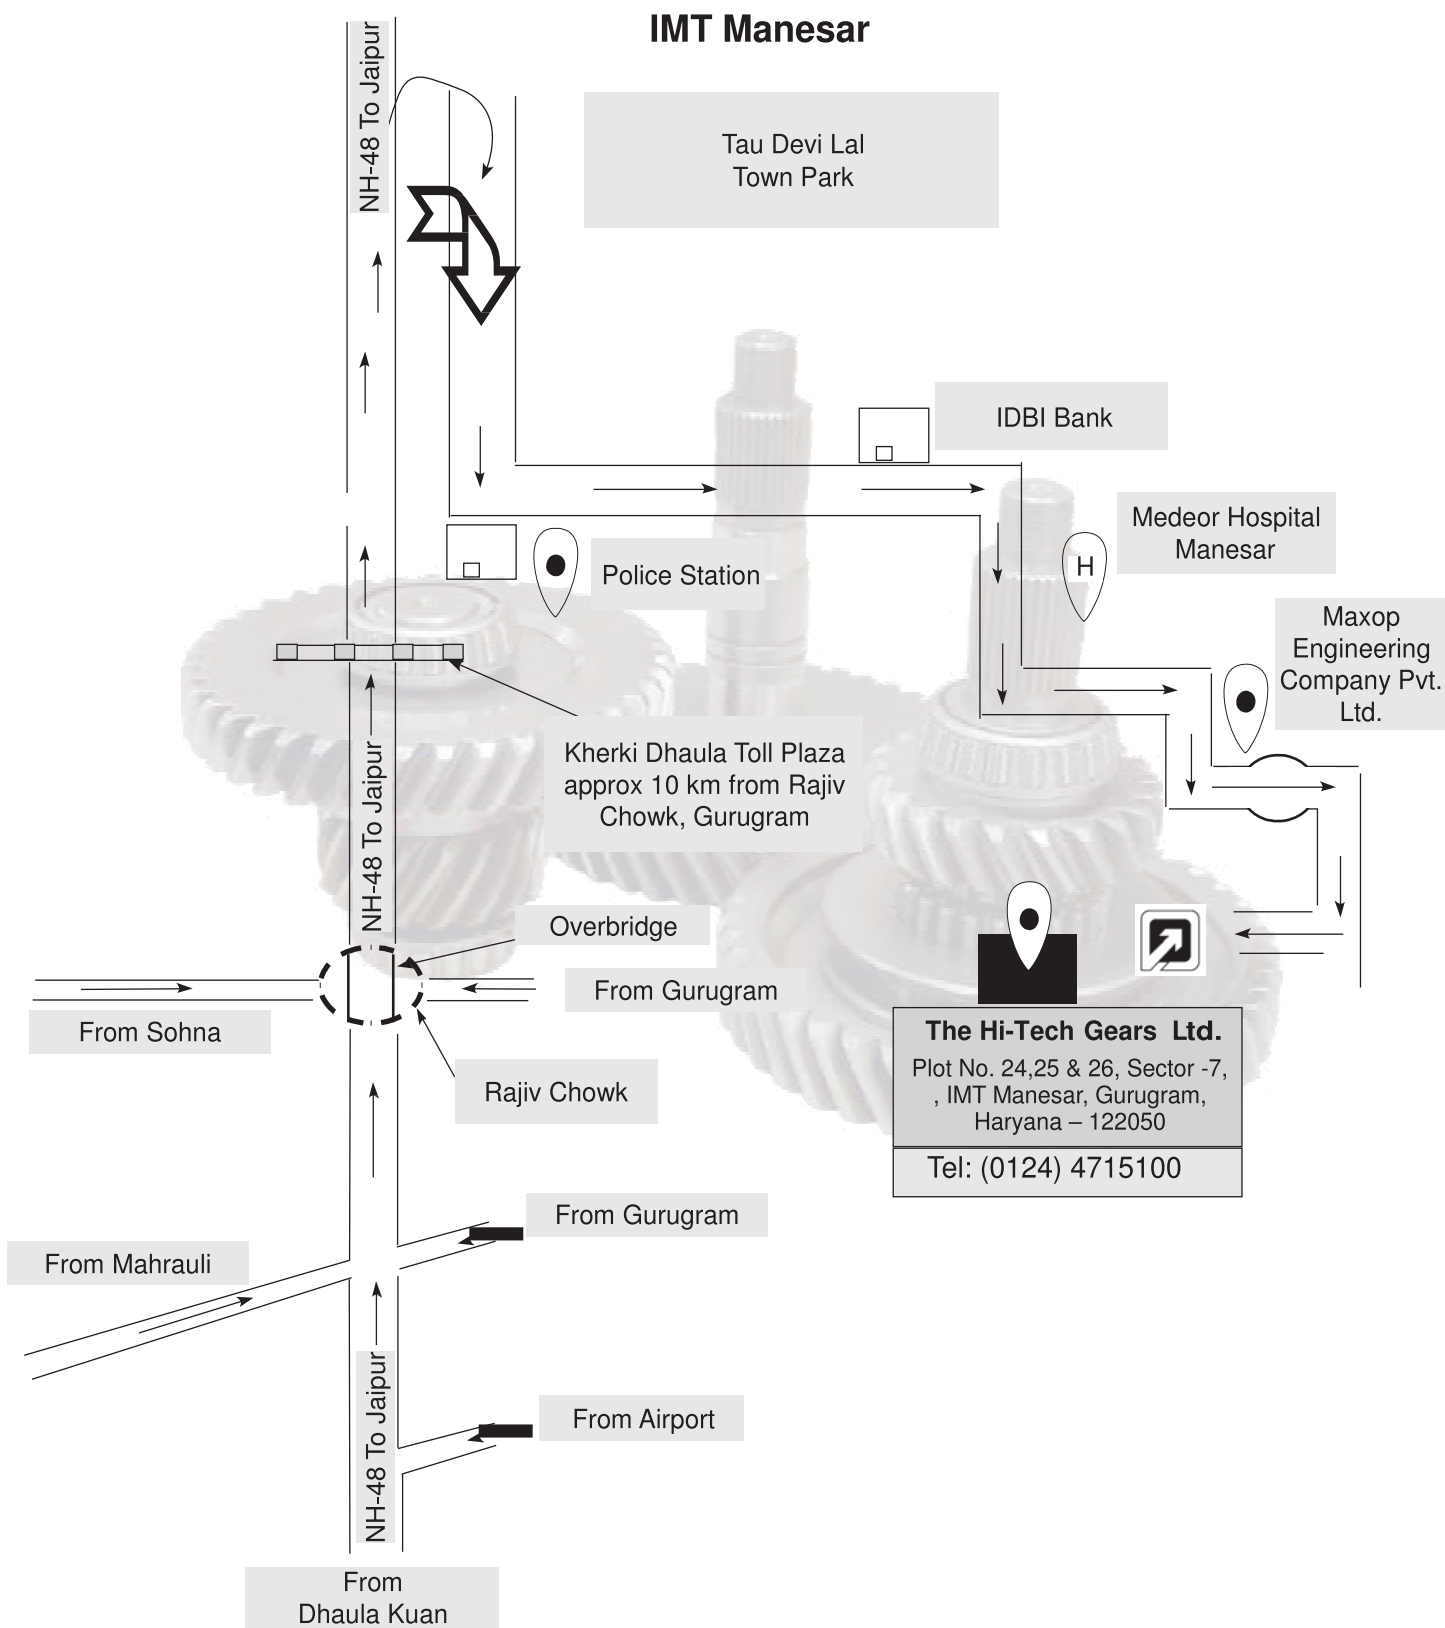 IMT Manesar
NH-48 To Jaipur
Tau Devi Lal
Town Park
IDBI Bank
Medeor Hospital
Manesar
H
Police Station
Maxop
Engineering
Company Pvt.
Ltd.
Kherki Dhaula Toll Plaza
approx 10 km from Rajiv
Chowk, Gurugram
NH-48 To Jaipur
Overbridge
From Gurugram
From Sohna
Rajiv Chowk
The Hi-Tech Gears Ltd.
Plot No. 24,25 & 26, Sector -7,
, IMT Manesar, Gurugram,
Haryana – 122050
Tel: (0124) 4715100
From Gurugram
From Mahrauli
NH-48 To Jaipur
From Airport
From
Dhaula Kuan